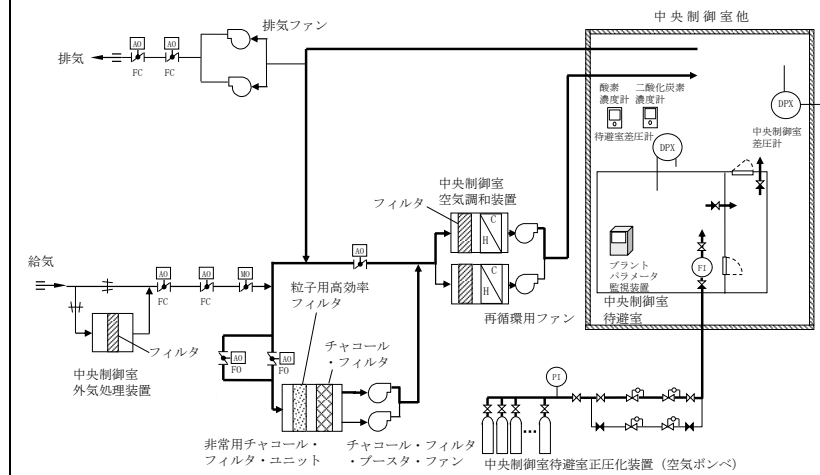 中央制御室他
排気ファン
排気
AO
AO
FC
FC
酸素
濃度計
二酸化炭素
濃度計
DPX
待避室差圧計
中央制御室
差圧計
DPX
中央制御室
空気調和装置
フィルタ
C
H
C
H
再循環用ファン
給気
AO
AO
MO
FC
FC
AO
粒子用高効率
フィルタ
チャコール
・フィルタ
フィルタ
中央制御室
外気処理装置
AO
FO
AO
FO
非常用チャコール・
フィルタ・ユニット
チャコール・フィルタ
・ブースタ・ファン
プラント
パラメータ
監視装置
FI
中央制御室
待避室
PI
中央制御室待避室正圧化装置（空気ボンベ）